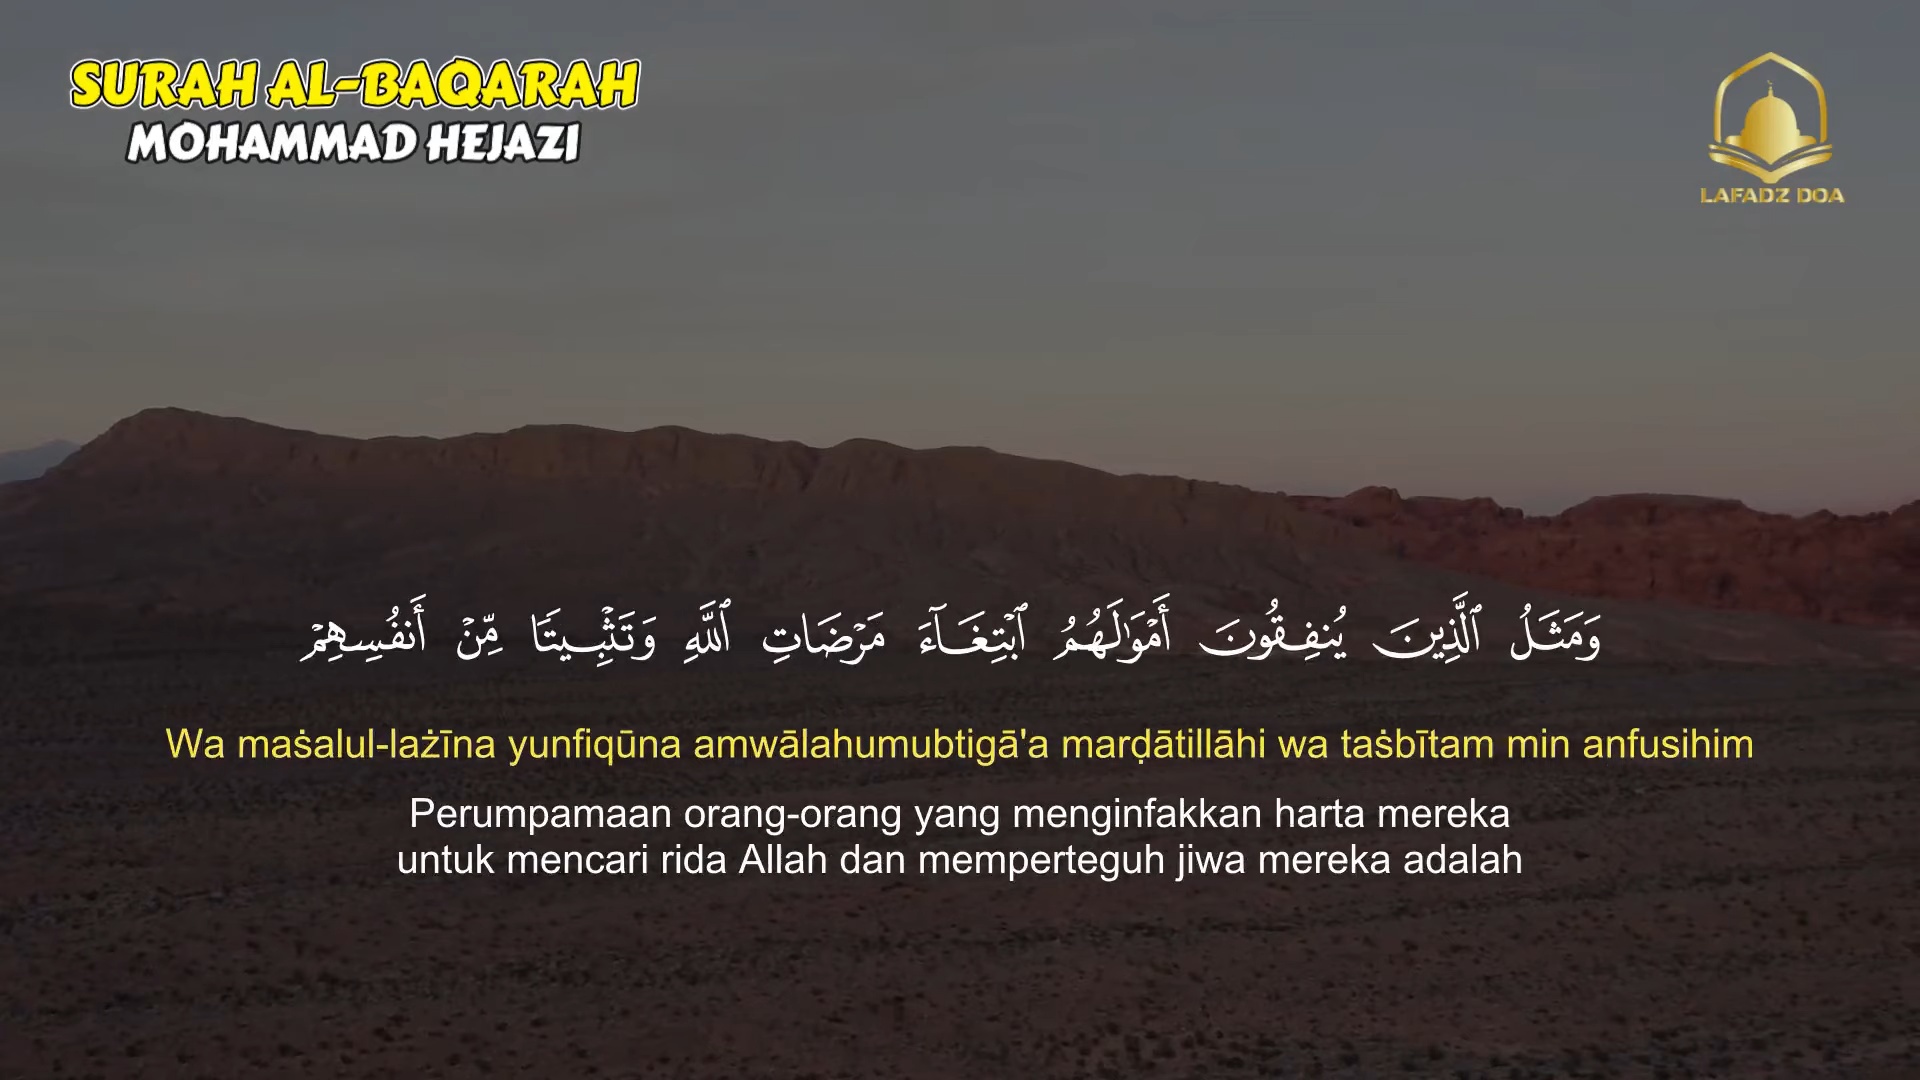 SURAH AL-BAQARAH
MOHAMMAD HEJAZI
LAFADZ DOA
وَمَثَلُ ٱلَّذِينَ يُنفِقُونَ أَمْوَٰلَهُمُ ٱبْتِغَآءَ مَرْضَاتِ ٱللَّهِ وَتَثْبِيتًا مِّنْ أَنفُسِهِمْ
Wa maṡalul-lażīna yunfiqūna amwālahumubtigā'a marḍātillāhi wa taṡbītam min anfusihim
Perumpamaan orang-orang yang menginfakkan harta mereka
untuk mencari rida Allah dan memperteguh jiwa mereka adalah